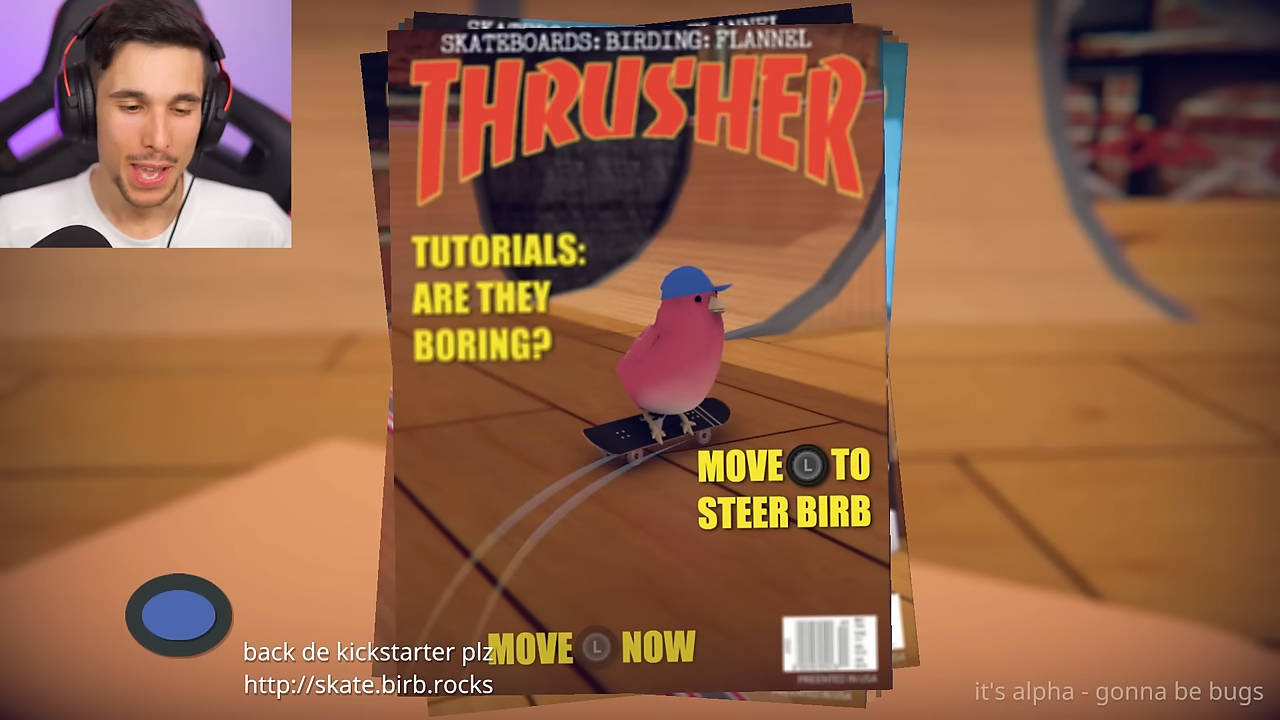 SKATEBOARDS: BIRDING: FLANNEL
THRUSHER
TUTORIALS:
ARE THEY
BORING?
MOVE L TO
STEER BIRB
MOVE L NOW
back de kickstarter plz
http://skate.birb.rocks
it's alpha - gonna be bugs